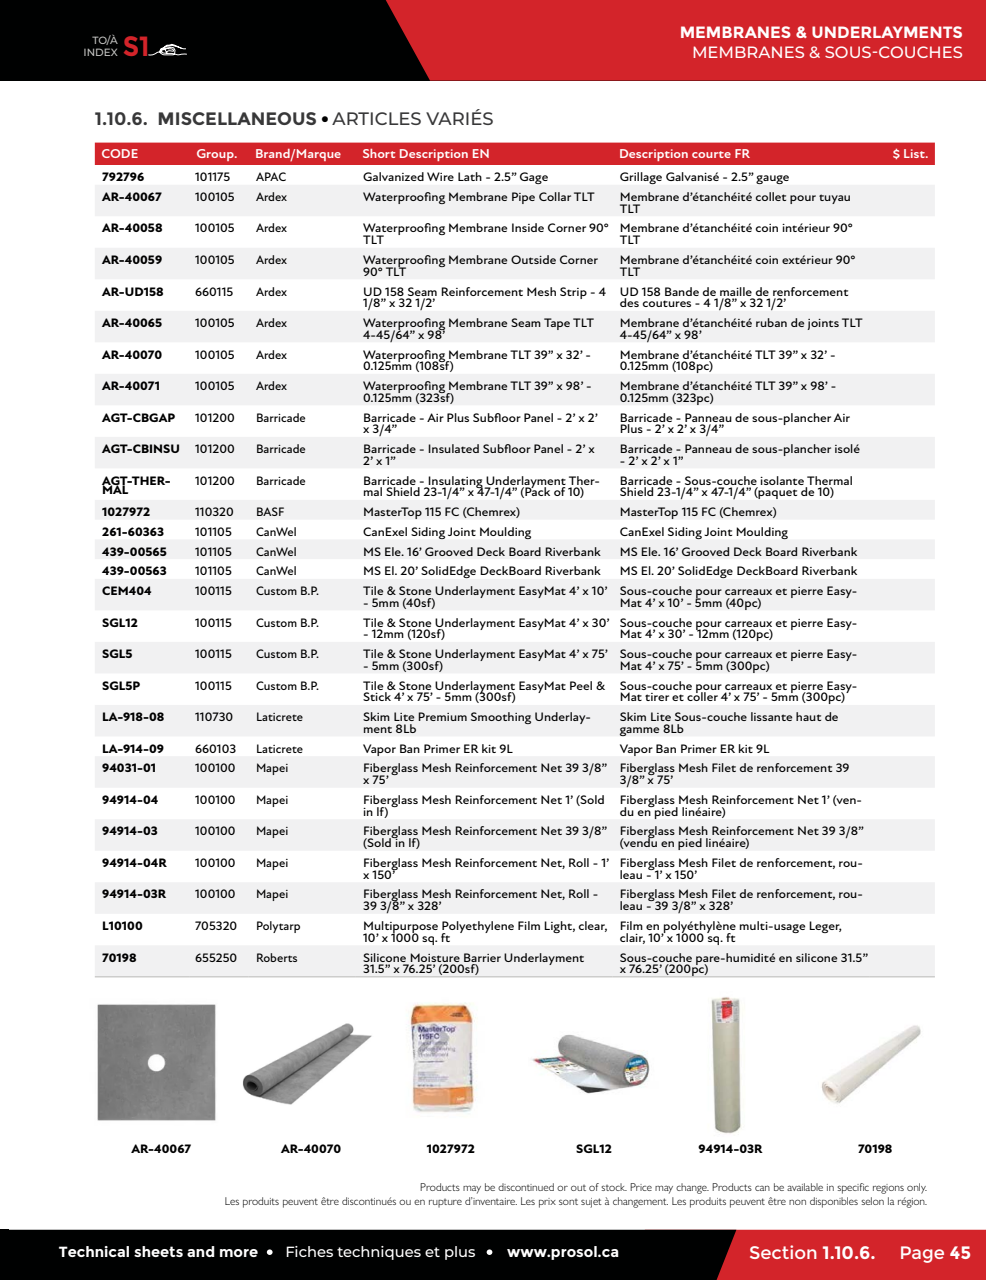 TO/À
INDEX S1
MEMBRANES & UNDERLAYMENTS
MEMBRANES & SOUS-COUCHES
1.10.6. MISCELLANEOUS • ARTICLES VARIÉS
CODE Group. Brand/Marque Short Description EN Description courte FR $ List.
792796 101175 APAC Galvanized Wire Lath - 2.5” Gage Grillage Galvanisé - 2.5” gauge
AR-40067 100105 Ardex Waterproofing Membrane Pipe Collar TLT Membrane d’étanchéité collet pour tuyau
TLT
AR-40058 100105 Ardex Waterproofing Membrane Inside Corner 90° Membrane d’étanchéité coin intérieur 90°
TLT TLT
AR-40059 100105 Ardex Waterproofing Membrane Outside Corner Membrane d’étanchéité coin extérieur 90°
90° TLT TLT
AR-UD158 660115 Ardex UD 158 Seam Reinforcement Mesh Strip - 4 UD 158 Bande de maille de renforcement
1/8” x 32 1/2’ des coutures - 4 1/8” x 32 1/2’
AR-40065 100105 Ardex Waterproofing Membrane Seam Tape TLT Membrane d’étanchéité ruban de joints TLT
4-45/64” x 98’ 4-45/64” x 98’
AR-40070 100105 Ardex Waterproofing Membrane TLT 39” x 32’ - Membrane d’étanchéité TLT 39” x 32’ -
0.125mm (108sf) 0.125mm (108pc)
AR-40071 100105 Ardex Waterproofing Membrane TLT 39” x 98’ - Membrane d’étanchéité TLT 39” x 98’ -
0.125mm (323sf) 0.125mm (323pc)
AGT-CBGAP 101200 Barricade Barricade - Air Plus Subfloor Panel - 2’ x 2’ Barricade - Panneau de sous-plancher Air
x 3/4” Plus - 2’ x 2’ x 3/4”
AGT-CBINSU 101200 Barricade Barricade - Insulated Subfloor Panel - 2’ x Barricade - Panneau de sous-plancher isolé
2’ x 1” - 2’ x 2’ x 1”
AGT-THER- 101200 Barricade Barricade - Insulating Underlayment Ther- Barricade - Sous-couche isolante Thermal
MAL mal Shield 23-1/4” x 47-1/4” (Pack of 10) Shield 23-1/4” x 47-1/4” (paquet de 10)
1027972 110320 BASF MasterTop 115 FC (Chemrex) MasterTop 115 FC (Chemrex)
261-60363 101105 CanWel CanExel Siding Joint Moulding CanExel Siding Joint Moulding
439-00565 101105 CanWel MS Ele. 16’ Grooved Deck Board Riverbank MS Ele. 16’ Grooved Deck Board Riverbank
439-00563 101105 CanWel MS El. 20’ SolidEdge DeckBoard Riverbank MS El. 20’ SolidEdge DeckBoard Riverbank
CEM404 100115 Custom B.P. Tile & Stone Underlayment EasyMat 4’ x 10’ Sous-couche pour carreaux et pierre Easy-
- 5mm (40sf) Mat 4’ x 10’ - 5mm (40pc)
SGL12 100115 Custom B.P. Tile & Stone Underlayment EasyMat 4’ x 30’ Sous-couche pour carreaux et pierre Easy-
- 12mm (120sf) Mat 4’ x 30’ - 12mm (120pc)
SGL5 100115 Custom B.P. Tile & Stone Underlayment EasyMat 4’ x 75’ Sous-couche pour carreaux et pierre Easy-
- 5mm (300sf) Mat 4’ x 75’ - 5mm (300pc)
SGL5P 100115 Custom B.P. Tile & Stone Underlayment EasyMat Peel & Sous-couche pour carreaux et pierre Easy-
Stick 4’ x 75’ - 5mm (300sf) Mat tirer et coller 4’ x 75’ - 5mm (300pc)
LA-918-08 110730 Laticrete Skim Lite Premium Smoothing Underlay- Skim Lite Sous-couche lissante haut de
ment 8Lb gamme 8Lb
LA-914-09 660103 Laticrete Vapor Ban Primer ER kit 9L Vapor Ban Primer ER kit 9L
94031-01 100100 Mapei Fiberglass Mesh Reinforcement Net 39 3/8” Fiberglass Mesh Filet de renforcement 39
x 75’ 3/8” x 75’
94914-04 100100 Mapei Fiberglass Mesh Reinforcement Net 1’ (Sold Fiberglass Mesh Reinforcement Net 1’ (ven-
in lf) du en pied linéaire)
94914-03 100100 Mapei Fiberglass Mesh Reinforcement Net 39 3/8” Fiberglass Mesh Reinforcement Net 39 3/8”
(Sold in lf) (vendu en pied linéaire)
94914-04R 100100 Mapei Fiberglass Mesh Reinforcement Net, Roll - 1’ Fiberglass Mesh Filet de renforcement, rou-
x 150’ leau - 1’ x 150’
94914-03R 100100 Mapei Fiberglass Mesh Reinforcement Net, Roll - Fiberglass Mesh Filet de renforcement, rou-
39 3/8” x 328’ leau - 39 3/8” x 328’
L10100 705320 Polytarp Multipurpose Polyethylene Film Light, clear, Film en polyéthylène multi-usage Leger,
10’ x 1000 sq. ft clair, 10’ x 1000 sq. ft
70198 655250 Roberts Silicone Moisture Barrier Underlayment Sous-couche pare-humidité en silicone 31.5”
31.5” x 76.25’ (200sf) x 76.25’ (200pc)
MasterTop
115FC
AR-40067 AR-40070 1027972 SGL12 94914-03R 70198
Products may be discontinued or out of stock. Price may change. Products can be available in specific regions only.
Les produits peuvent être discontinués ou en rupture d’inventaire. Les prix sont sujet à changement. Les produits peuvent être non disponibles selon la région.
Technical sheets and more • Fiches techniques et plus • www.prosol.ca
Section 1.10.6. Page 45